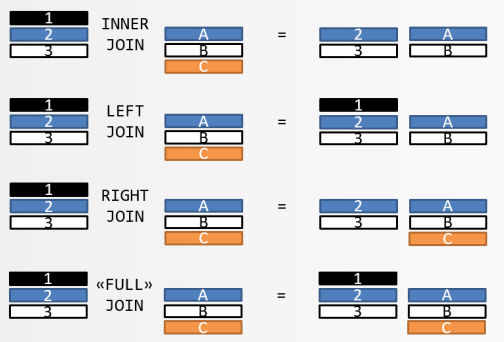 1
2 INNER A = 2 A
3 JOIN B 3 B
C
1 LEFT 1
2 JOIN A = 2 A
3 B 3 B
C
1 RIGHT
2 JOIN A = 2 A
3 B 3 B
C C
1 «FULL» 1
2 JOIN A = 2 A
3 B 3 B
C C